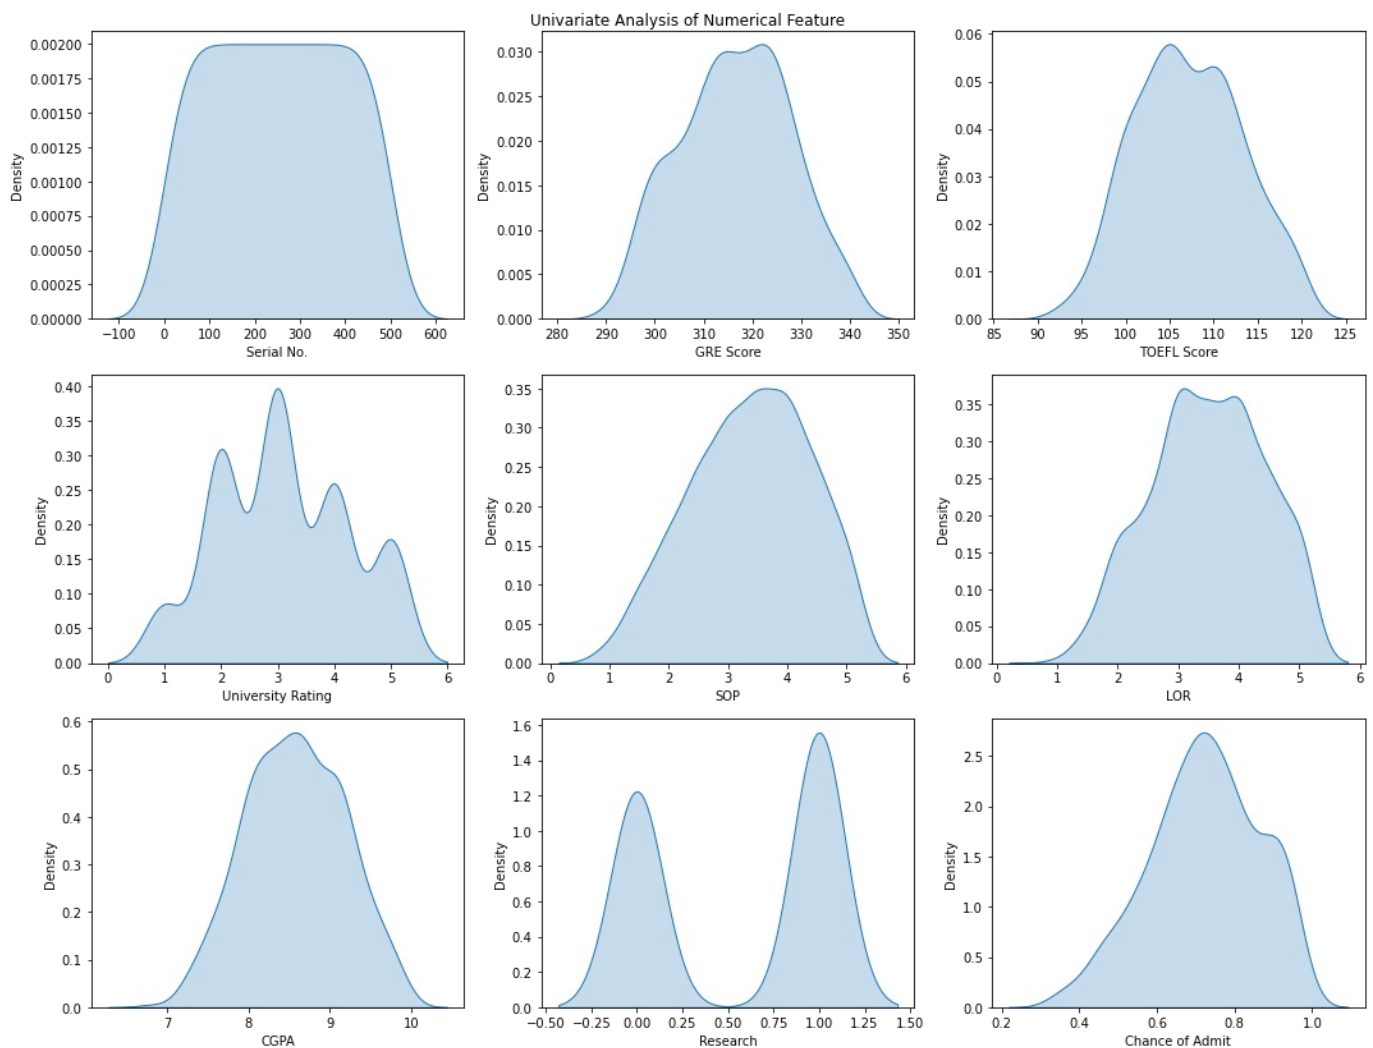 Univariate Analysis of Numerical Feature
Density
0.00200
0.00175
0.00150
0.00125
0.00100
0.00075
0.00050
0.00025
0.00000
−100 0 100 200 300 400 500 600
Serial No.
Density
0.030
0.025
0.020
0.015
0.010
0.005
0.000
280 290 300 310 320 330 340 350
GRE Score
Density
0.06
0.05
0.04
0.03
0.02
0.01
0.00
85 90 95 100 105 110 115 120 125
TOEFL Score
Density
0.40
0.35
0.30
0.25
0.20
0.15
0.10
0.05
0.00
0 1 2 3 4 5 6
University Rating
Density
0.35
0.30
0.25
0.20
0.15
0.10
0.05
0.00
0 1 2 3 4 5 6
SOP
Density
0.35
0.30
0.25
0.20
0.15
0.10
0.05
0.00
0 1 2 3 4 5 6
LOR
Density
0.6
0.5
0.4
0.3
0.2
0.1
0.0
7 8 9 10
CGPA
Density
1.6
1.4
1.2
1.0
0.8
0.6
0.4
0.2
0.0
−0.50 −0.25 0.00 0.25 0.50 0.75 1.00 1.25 1.50
Research
Density
2.5
2.0
1.5
1.0
0.5
0.0
0.2 0.4 0.6 0.8 1.0
Chance of Admit